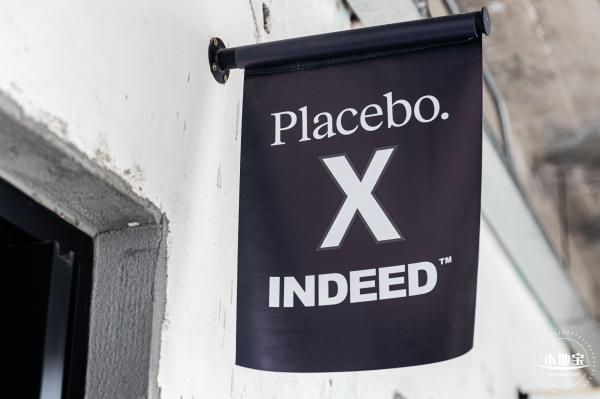 Placebo.
X
INDEED™
本地宝